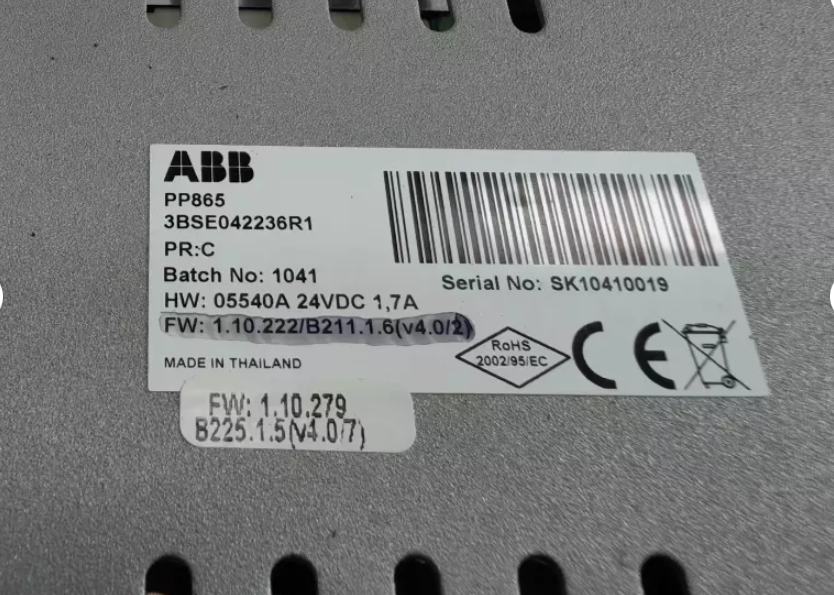 ABB
PP865
3BSE042236R1
PR:C
Batch No: 1041
Serial No: SK10410019
HW: 05540A 24VDC 1,7A
FW: 1.10.222/B211.1.6(v4.0/2)
RoHS
2002/95/EC
CE
MADE IN THAILAND
FW: 1.10.279
B225.1.5(v4.0/7)